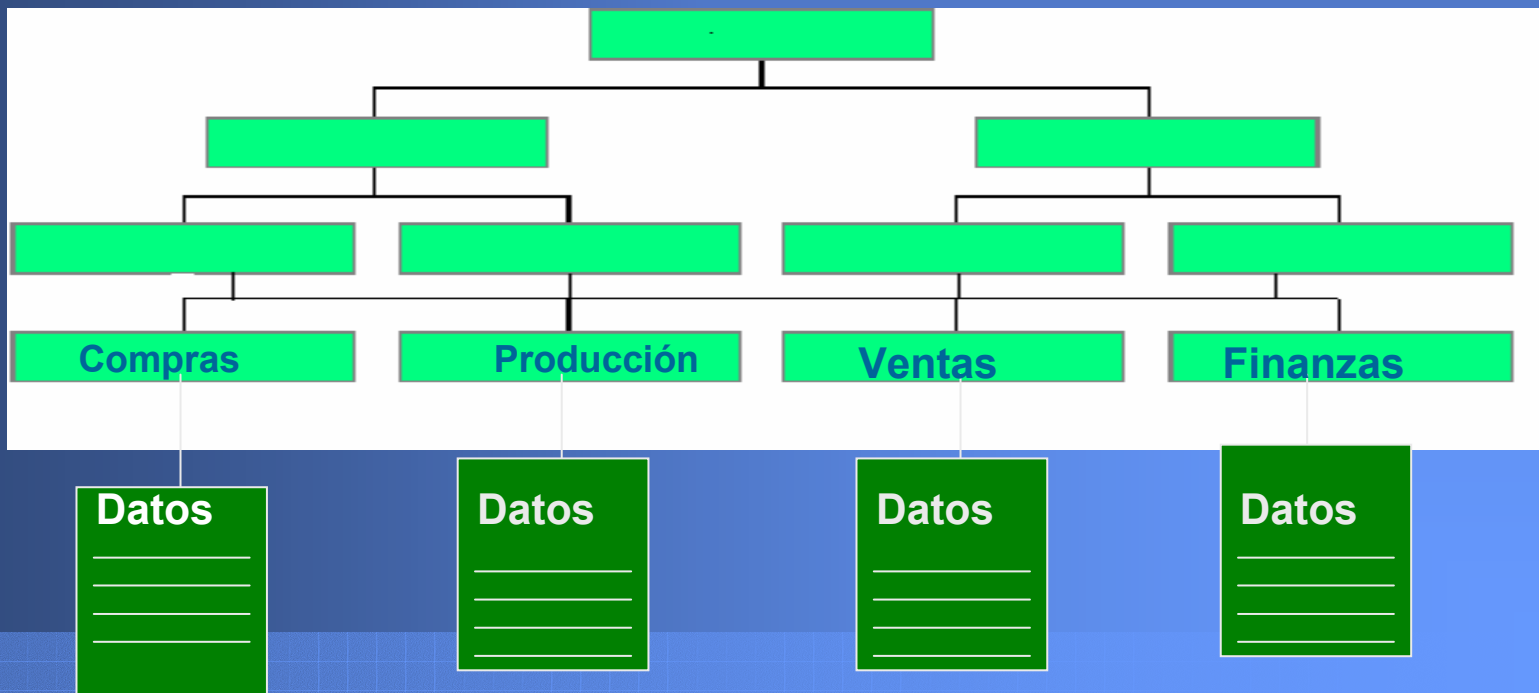 Compras
Producción
Ventas
Finanzas
Datos
Datos
Datos
Datos